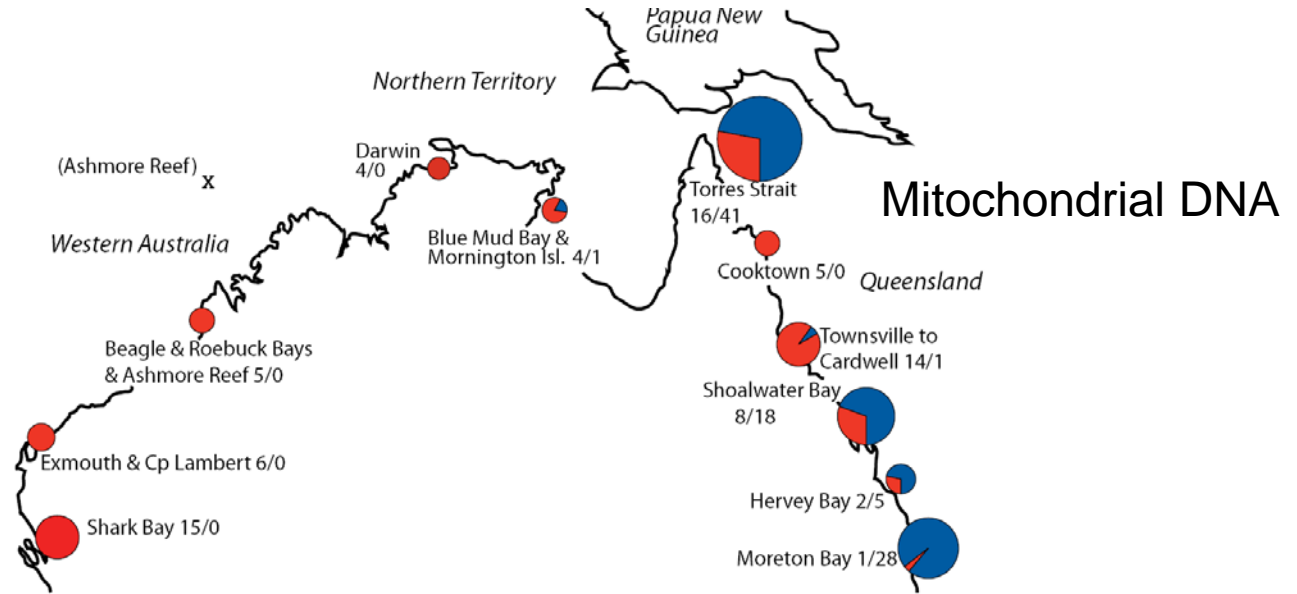 Papua New
Guinea
Northern Territory
Mitochondrial DNA
(Ashmore Reef)
x
Darwin
4/0
Torres Strait
16/41
Western Australia
Blue Mud Bay &
Mornington Isl. 4/1
Cooktown 5/0
Queensland
Beagle & Roebuck Bays
& Ashmore Reef 5/0
Townsville to
Cardwell 14/1
Shoalwater Bay
8/18
Exmouth & Cp Lambert 6/0
Hervey Bay 2/5
Shark Bay 15/0
Moreton Bay 1/28